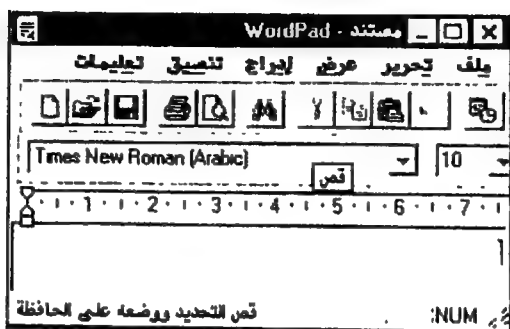 مستند - WordPad
ملف تحرير عرض إدراج تنسيق تعليمات
Times New Roman (Arabic) 10
قص
1 2 3 4 5 6 7
قص التحديد ووضعه على الحافظة NUM